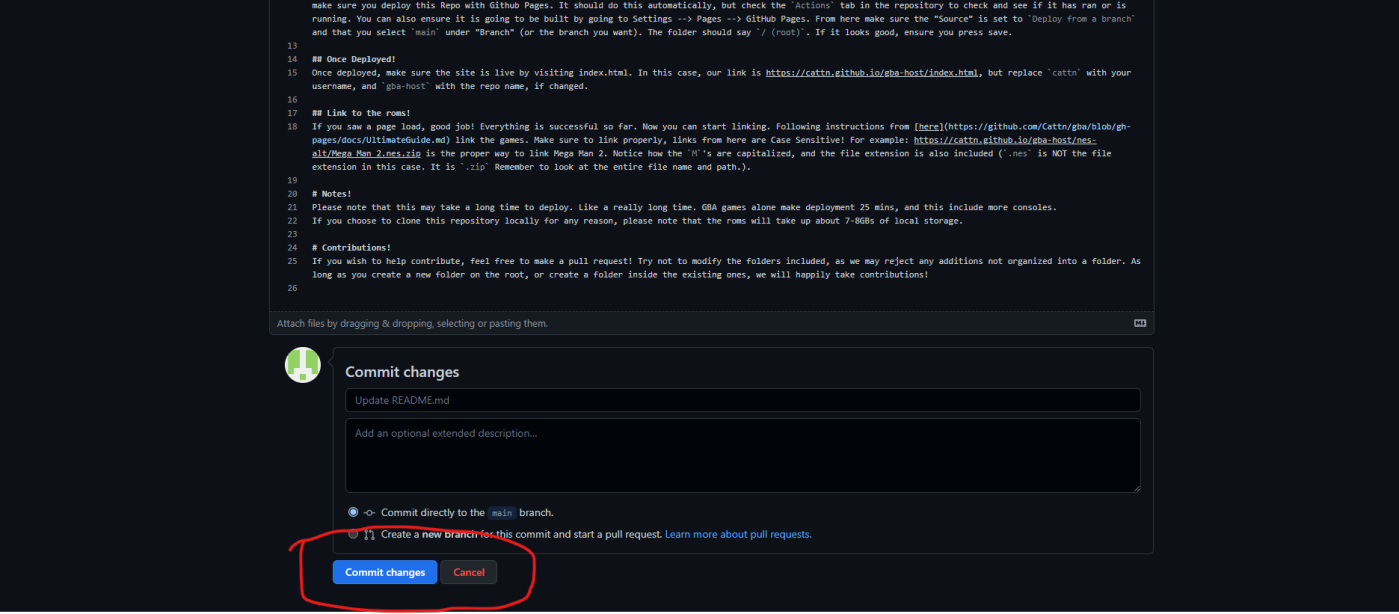 make sure you deploy this Repo with Github Pages. It should do this automatically, but check the `Actions` tab in the repository to check and see if it has ran or is
running. You can also ensure it is going to be built by going to Settings --> Pages --> GitHub Pages. From here make sure the "Source" is set to `Deploy from a branch`
and that you select `main` under "Branch" (or the branch you want). The folder should say `/ (root)`. If it looks good, ensure you press save.
13
14 ## Once Deployed!
15 Once deployed, make sure the site is live by visiting index.html. In this case, our link is https://cattn.github.io/gba-host/index.html, but replace `cattn` with your
username, and `gba-host` with the repo name, if changed.
16
17 ## Link to the roms!
18 If you saw a page load, good job! Everything is successful so far. Now you can start linking. Following instructions from [here](https://github.com/Cattn/gba/blob/gh-
pages/docs/UltimateGuide.md) link the games. Make sure to link properly, links from here are Case Sensitive! For example: https://cattn.github.io/gba-host/nes-
alt/Mega Man 2.nes.zip is the proper way to link Mega Man 2. Notice how the `M`'s are capitalized, and the file extension is also included (`.nes` is NOT the file
extension in this case. It is `.zip` Remember to look at the entire file name and path.).
19
20 # Notes!
21 Please note that this may take a long time to deploy. Like a really long time. GBA games alone make deployment 25 mins, and this include more consoles.
22 If you choose to clone this repository locally for any reason, please note that the roms will take up about 7-8GBs of local storage.
23
24 # Contributions!
25 If you wish to help contribute, feel free to make a pull request! Try not to modify the folders included, as we may reject any additions not organized into a folder. As
long as you create a new folder on the root, or create a folder inside the existing ones, we will happily take contributions!
26
Attach files by dragging & dropping, selecting or pasting them.
Commit changes
Update README.md
Add an optional extended description...
Commit directly to the main branch.
Create a new branch for this commit and start a pull request. Learn more about pull requests.
Commit changes Cancel